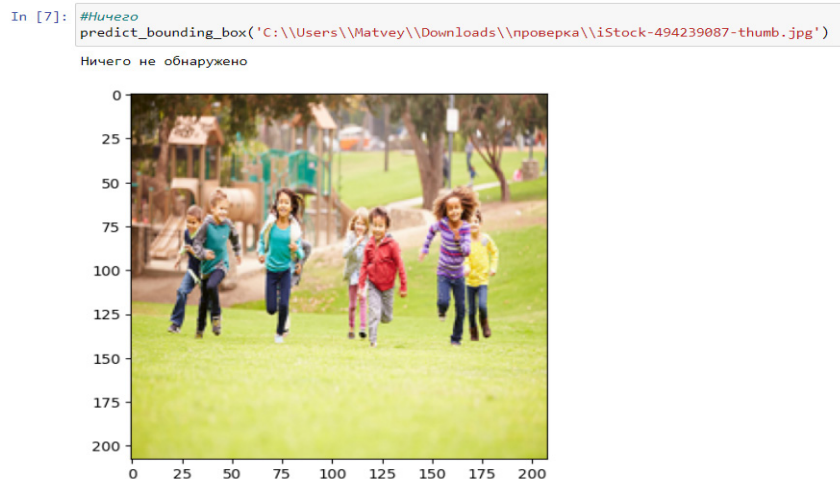 In [7]: #Ничего
predict_bounding_box('C:\\Users\\Matvey\\Downloads\\проверка\\iStock-494239087-thumb.jpg')
Ничего не обнаружено
0
25
50
75
100
125
150
175
200
0 25 50 75 100 125 150 175 200